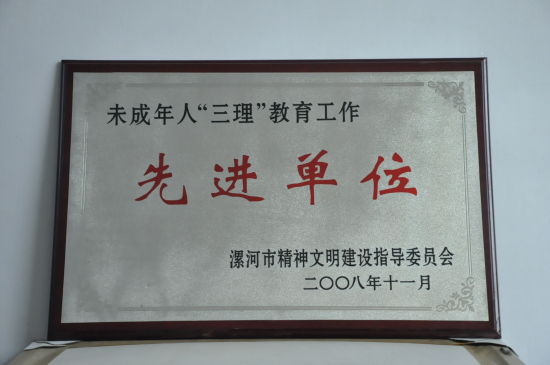 未成年人“三理”教育工作
先进单位
漯河市精神文明建设指导委员会
二〇〇八年十一月